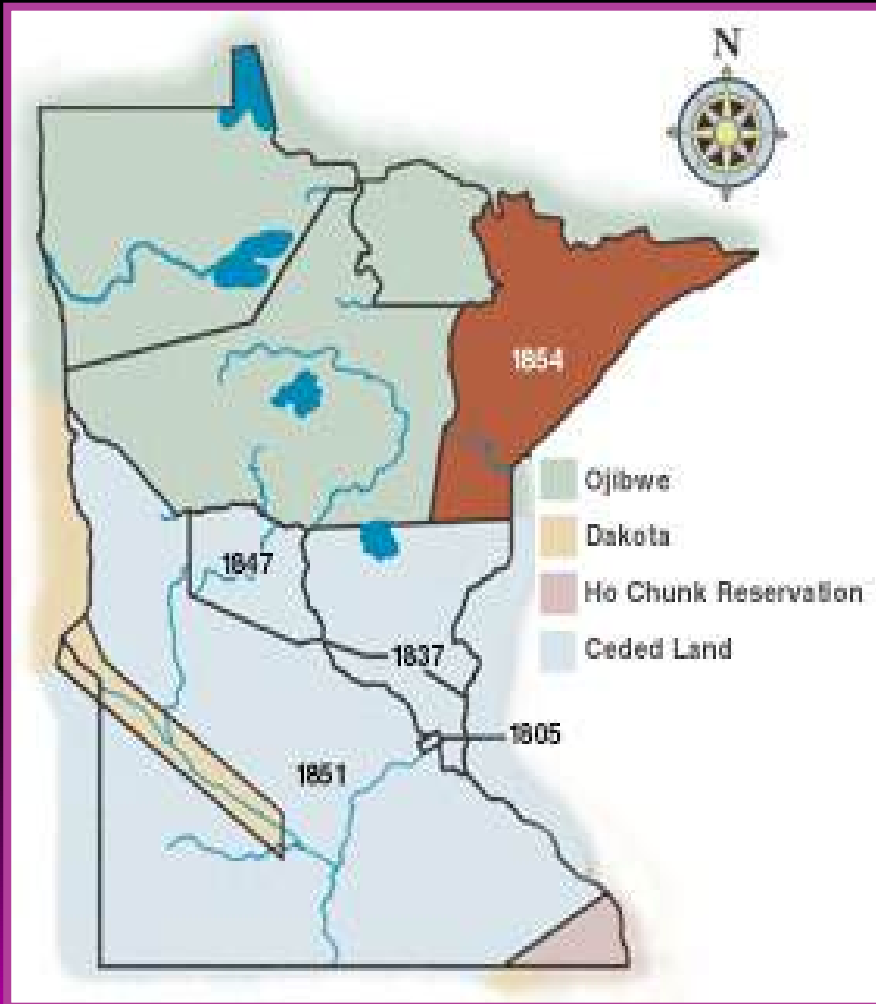 N
1854
Ojibwe
Dakota
1847
Ho Chunk Reservation
Ceded Land
1837
1805
1851